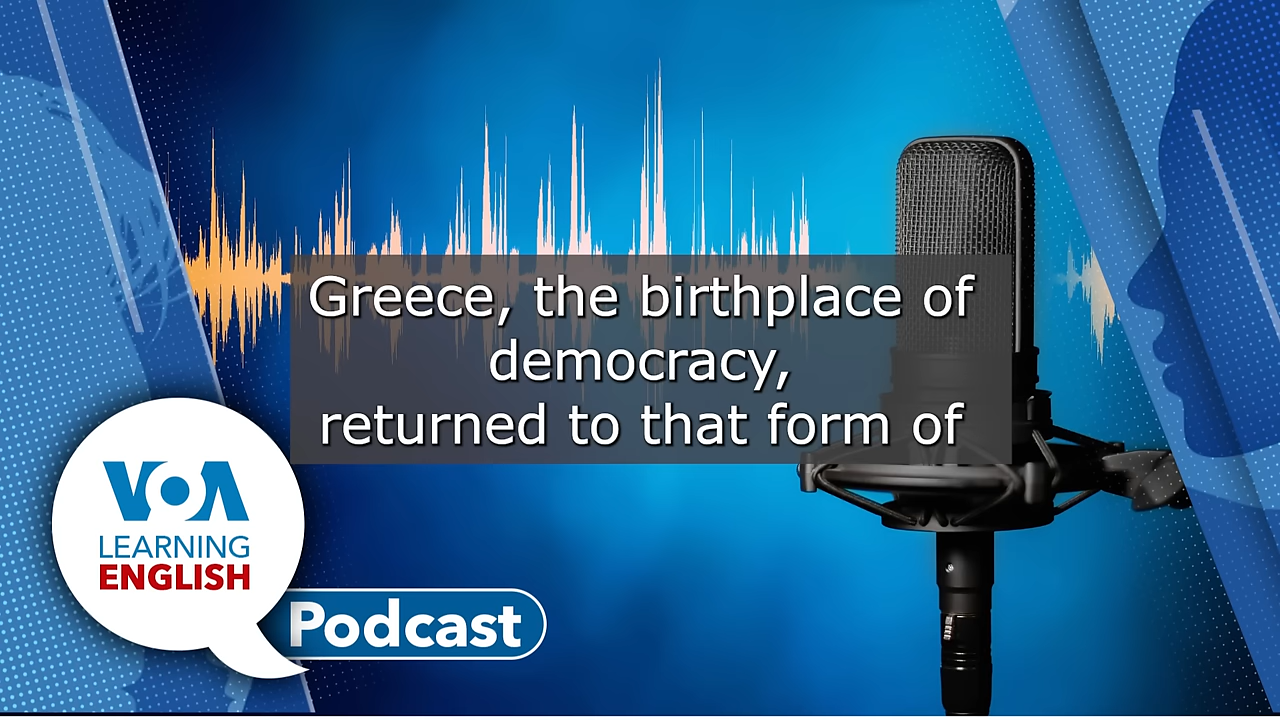 Greece, the birthplace of
democracy,
returned to that form of
VOA
LEARNING
ENGLISH
Podcast